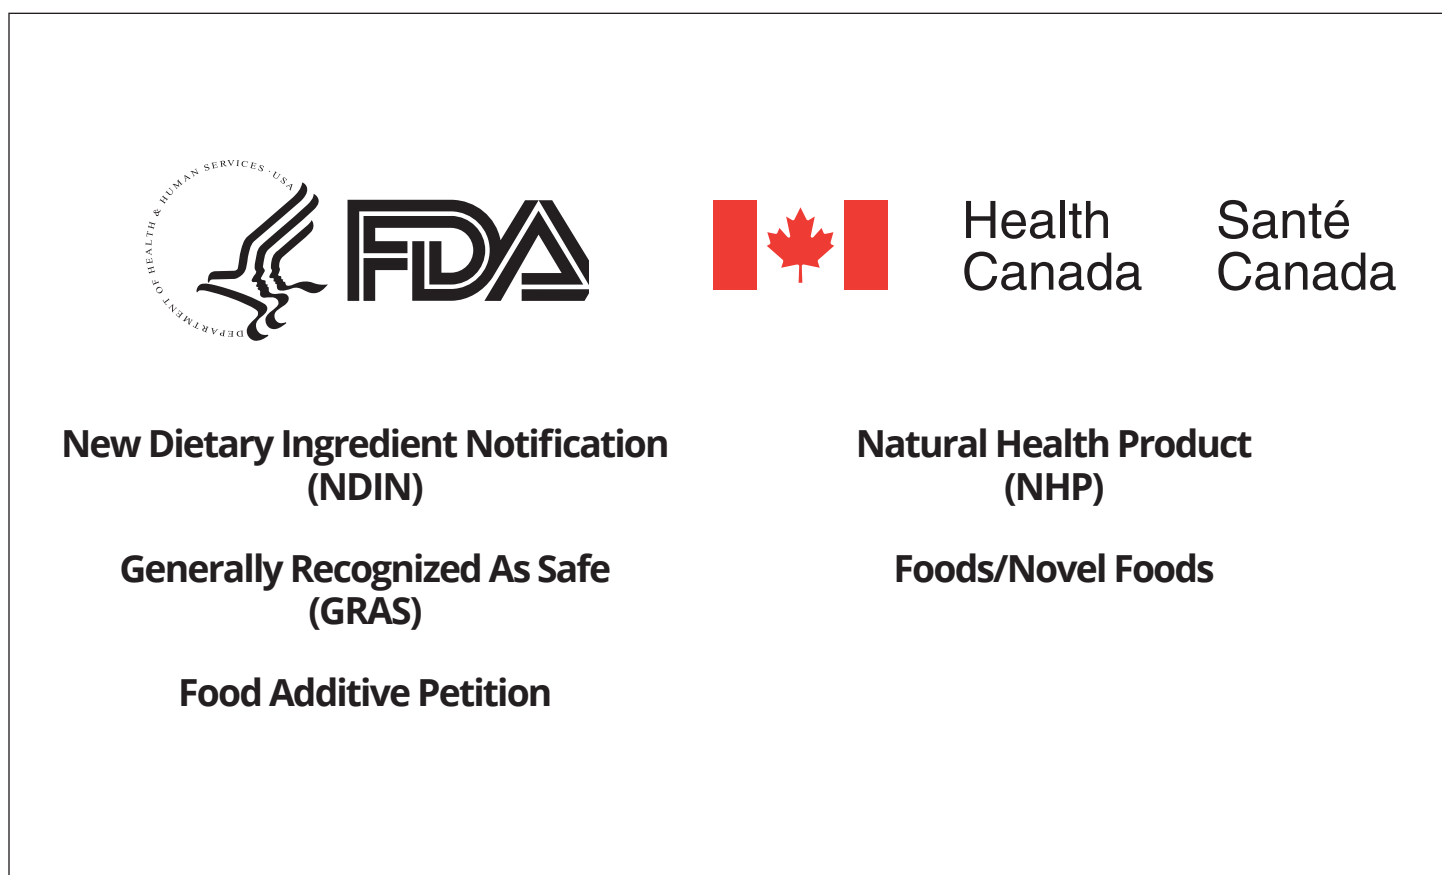 DEPARTMENT OF HEALTH & HUMAN SERVICES · USA
FDA
Health
Canada
Santé
Canada
New Dietary Ingredient Notification
(NDIN)
Generally Recognized As Safe
(GRAS)
Food Additive Petition
Natural Health Product
(NHP)
Foods/Novel Foods